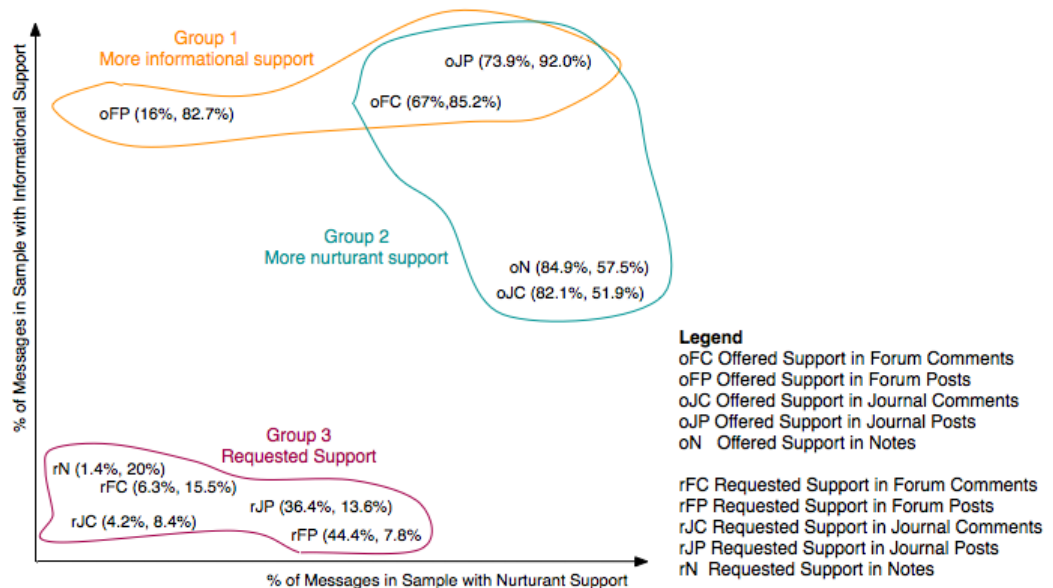 % of Messages in Sample with Informational Support
Group 1
More informational support
oJP (73.9%, 92.0%)
oFC (67%,85.2%)
oFP (16%, 82.7%)
Group 2
More nurturant support
oN (84.9%, 57.5%)
oJC (82.1%, 51.9%)
Group 3
Requested Support
rN (1.4%, 20%)
rFC (6.3%, 15.5%)
rJP (36.4%, 13.6%)
rJC (4.2%, 8.4%)
rFP (44.4%, 7.8%
% of Messages in Sample with Nurturant Support
Legend
oFC Offered Support in Forum Comments
oFP Offered Support in Forum Posts
oJC Offered Support in Journal Comments
oJP Offered Support in Journal Posts
oN Offered Support in Notes
rFC Requested Support in Forum Comments
rFP Requested Support in Forum Posts
rJC Requested Support in Journal Comments
rJP Requested Support in Journal Posts
rN Requested Support in Notes